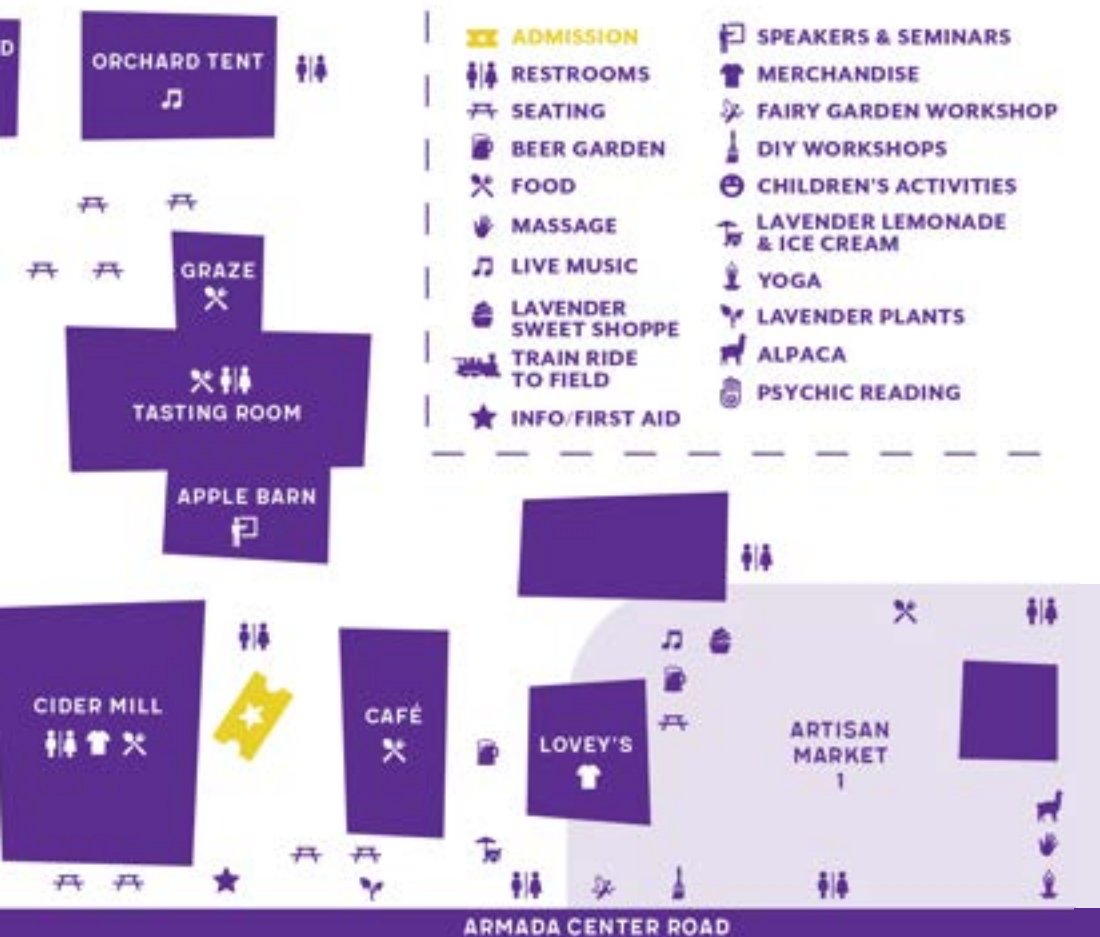 D
ORCHARD TENT
GRAZE
TASTING ROOM
APPLE BARN
ADMISSION
RESTROOMS
SEATING
BEER GARDEN
FOOD
MASSAGE
LIVE MUSIC
LAVENDER
SWEET SHOPPE
TRAIN RIDE
TO FIELD
INFO/FIRST AID
SPEAKERS & SEMINARS
MERCHANDISE
FAIRY GARDEN WORKSHOP
DIY WORKSHOPS
CHILDREN'S ACTIVITIES
LAVENDER LEMONADE
& ICE CREAM
YOGA
LAVENDER PLANTS
ALPACA
PSYCHIC READING
CIDER MILL
CAFÉ
LOVEY'S
ARTISAN
MARKET
1
ARMADA CENTER ROAD